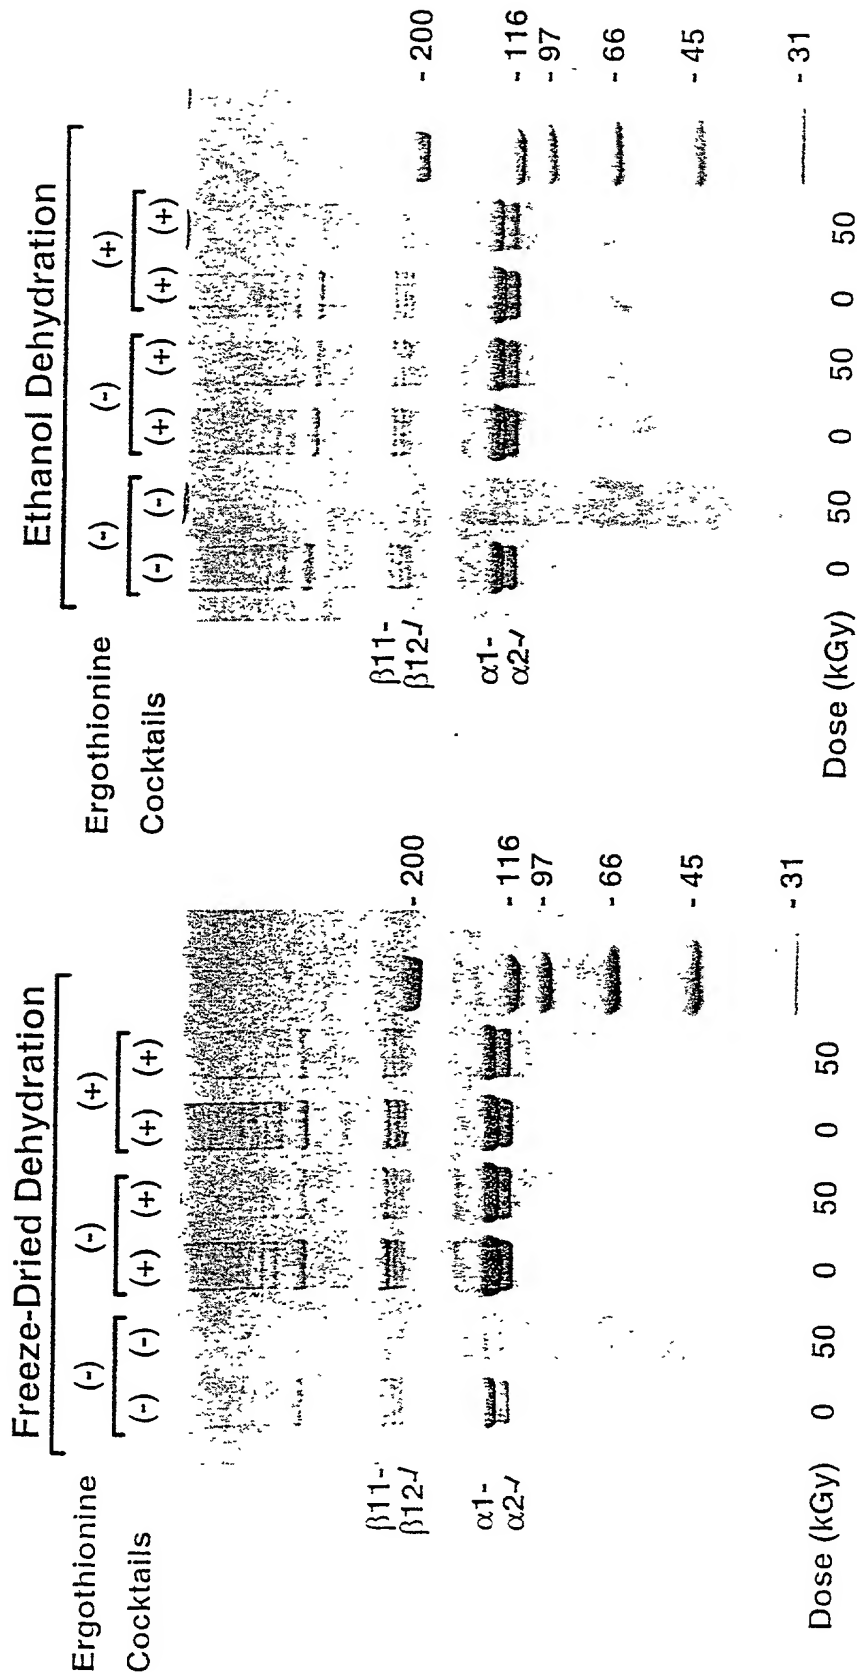 Freeze-Dried Dehydration
Ergothionine (-) (-) (+)
Cocktails (-) (-) (+) (+) (+) (+)
β11-
β12-
α1-
α2-
- 200
- 116
- 97
- 66
- 45
- 31
Dose (kGy) 0 50 0 50 0 50
Ethanol Dehydration
Ergothionine (-) (-) (+)
Cocktails (-) (-) (+) (+) (+) (+)
β11-
β12-
α1-
α2-
- 200
- 116
- 97
- 66
- 45
- 31
Dose (kGy) 0 50 0 50 0 50